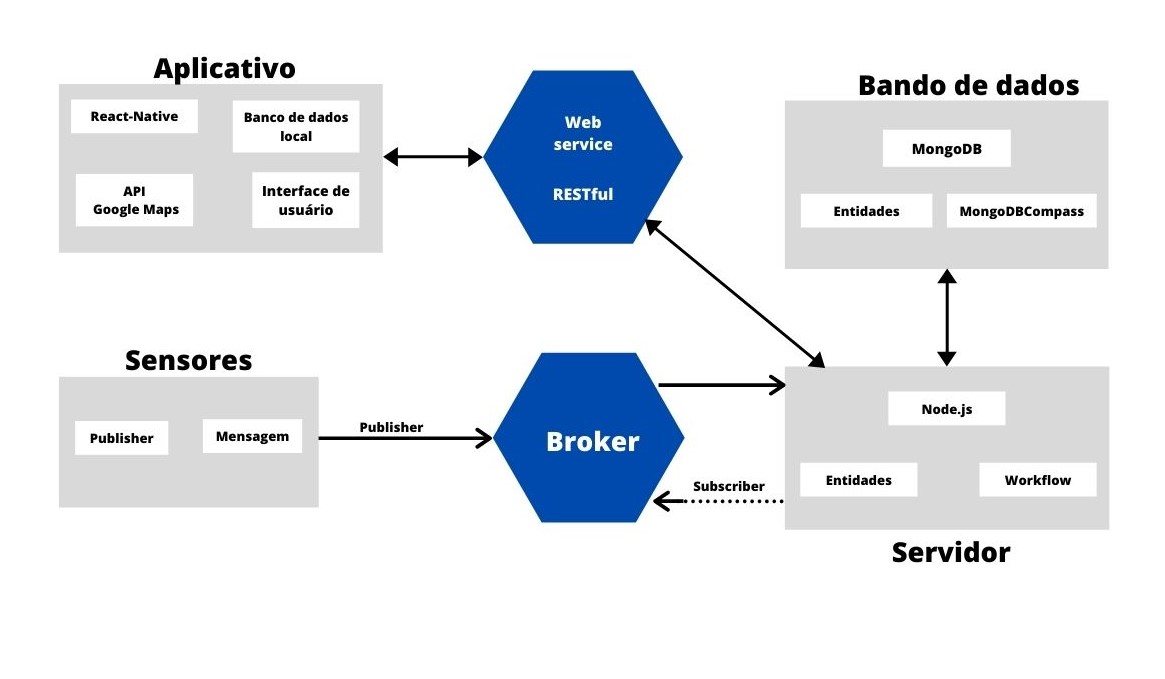 Aplicativo
React-Native
Banco de dados
local
API
Google Maps
Interface de
usuário
Web
service
RESTful
Bando de dados
MongoDB
Entidades
MongoDBCompass
Sensores
Publisher
Mensagem
Publisher
Broker
Subscriber
Node.js
Entidades
Workflow
Servidor